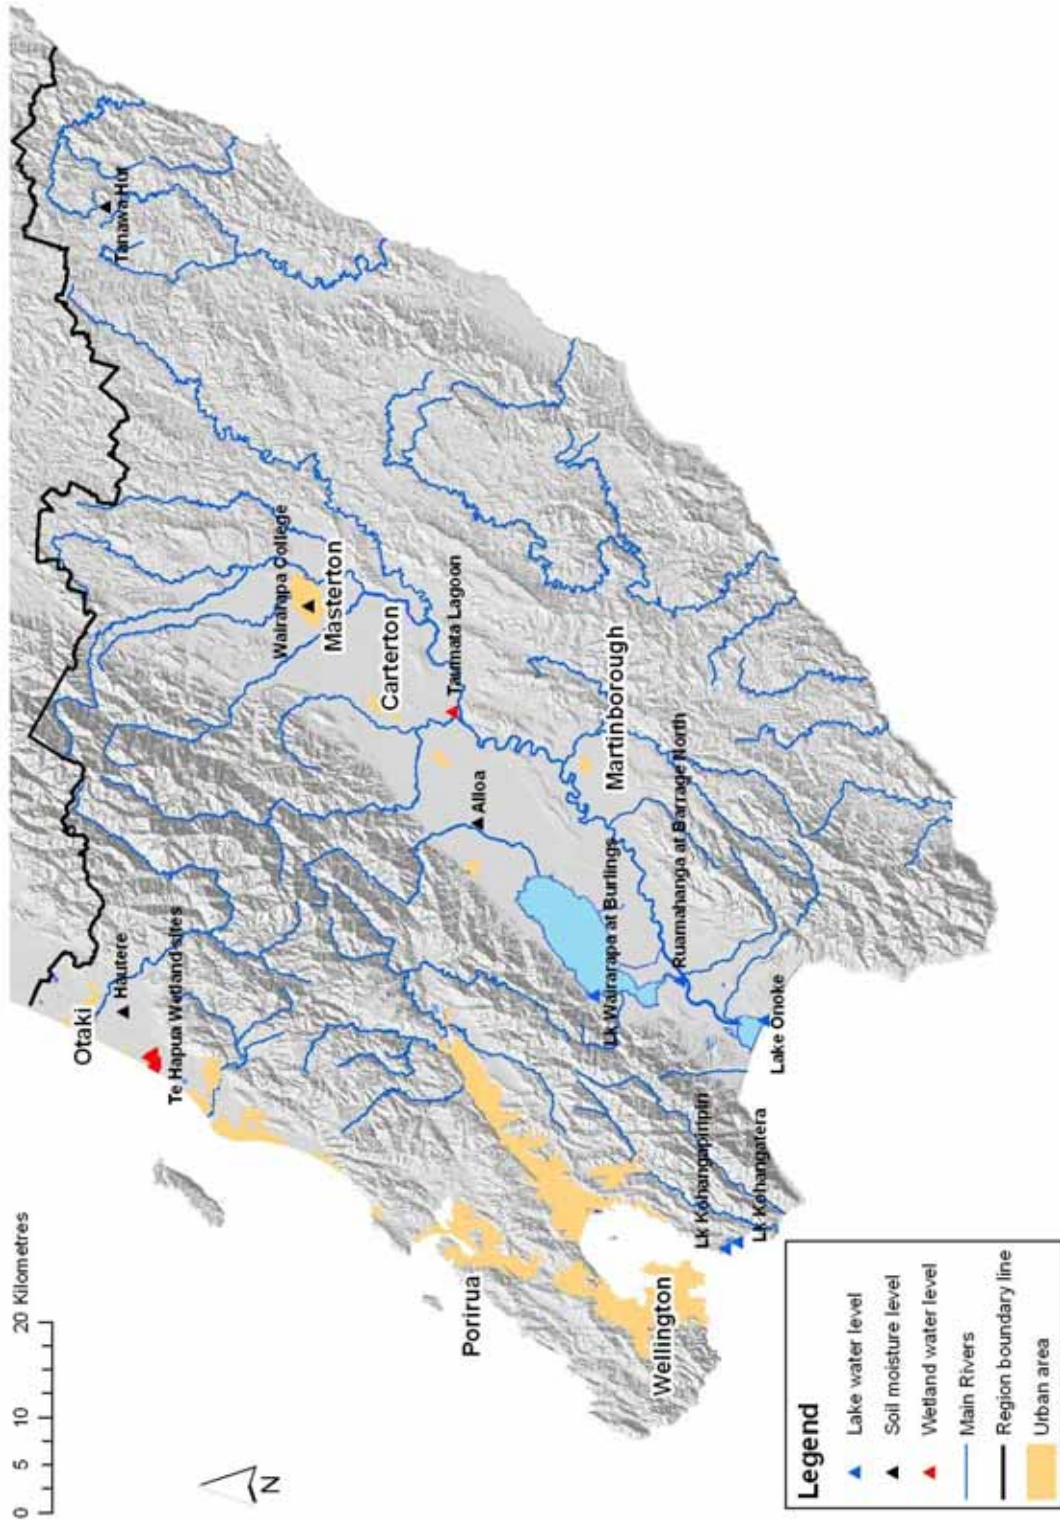 0 5 10 20 Kilometres
N
Otaki
Hautere
Te Hapua Wetland sites
Tanawa Hut
Wairarapa College
Masterton
Carterton
Taumata Lagoon
Alloa
Martinborough
Ruamahanga at Barrage North
Lk Wairarapa at Burlings
Lake Onoke
Lk Kohangapiripiri
Lk Kohangatera
Porirua
Wellington
Legend
Lake water level
Soil moisture level
Wetland water level
Main Rivers
Region boundary line
Urban area